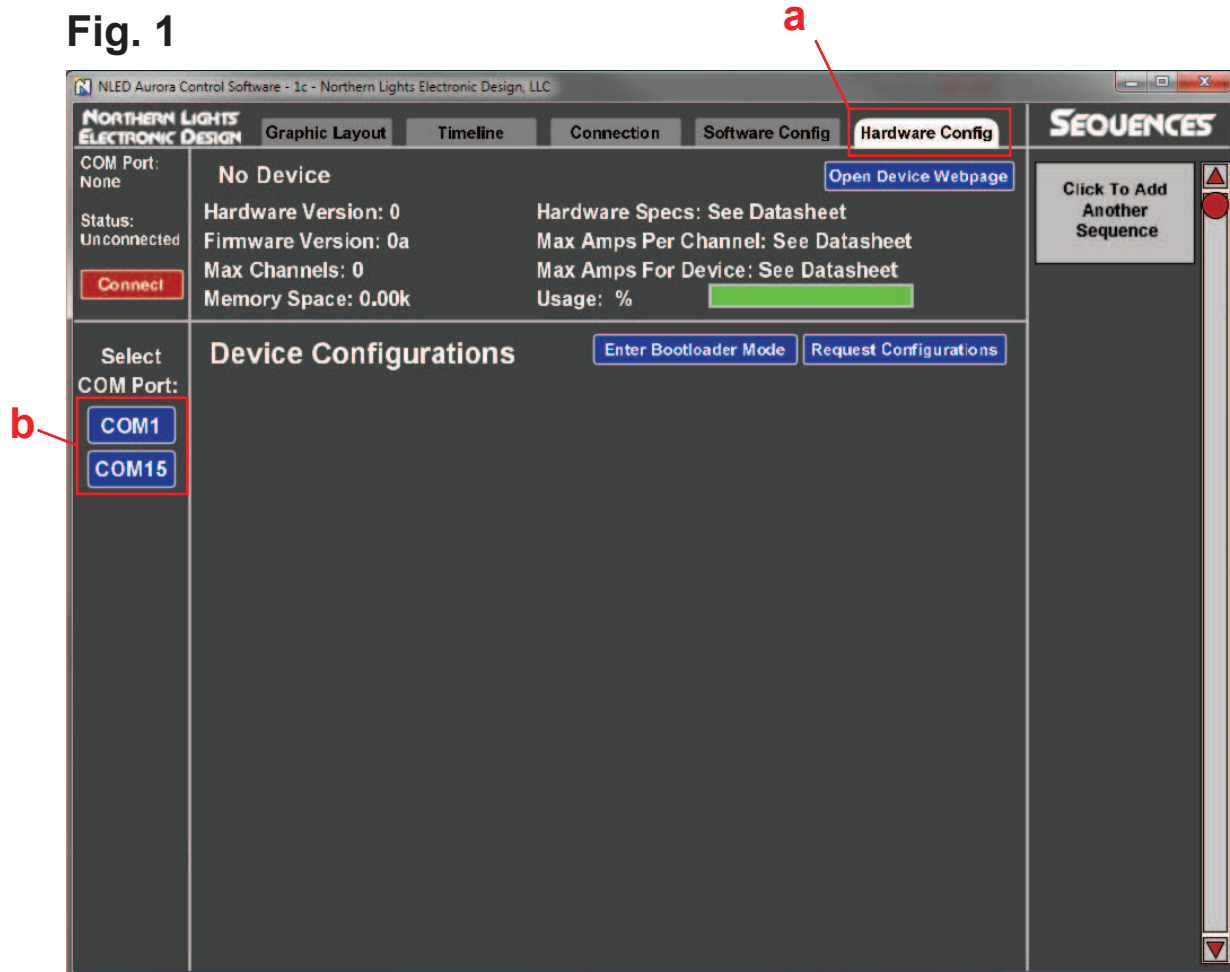 Fig. 1
a
NLED Aurora Control Software - 1c - Northern Lights Electronic Design, LLC
NORTHERN LIGHTS
ELECTRONIC DESIGN
Graphic Layout
Timeline
Connection
Software Config
Hardware Config
SEQUENCES
COM Port:
None
Status:
Unconnected
Connect
No Device
Open Device Webpage
Hardware Version: 0
Firmware Version: 0a
Max Channels: 0
Memory Space: 0.00k
Hardware Specs: See Datasheet
Max Amps Per Channel: See Datasheet
Max Amps For Device: See Datasheet
Usage: %
Click To Add
Another
Sequence
Select
COM Port:
b
COM1
COM15
Device Configurations
Enter Bootloader Mode
Request Configurations